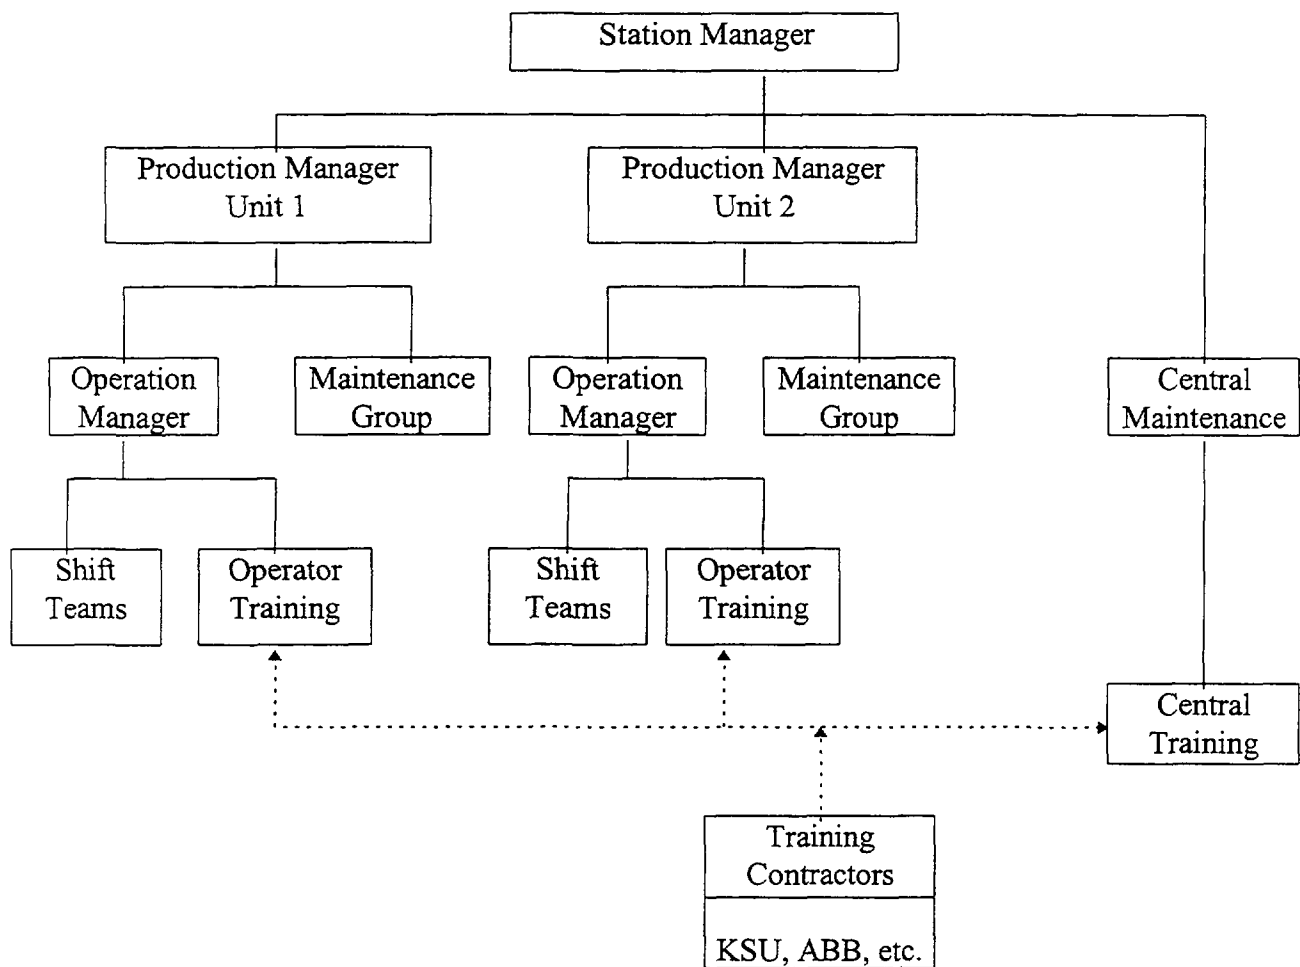 Station Manager
Production Manager
Unit 1
Production Manager
Unit 2
Operation
Manager
Maintenance
Group
Operation
Manager
Maintenance
Group
Central
Maintenance
Shift
Teams
Operator
Training
Shift
Teams
Operator
Training
Central
Training
Training
Contractors
KSU, ABB, etc.